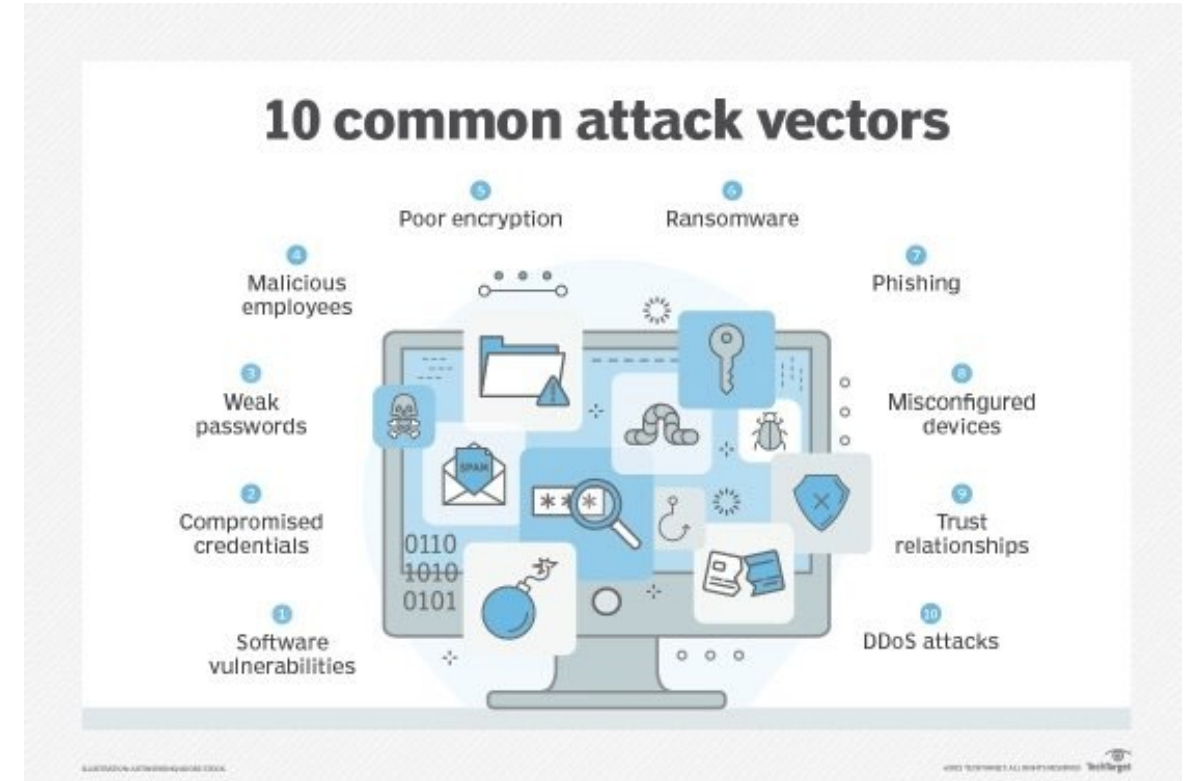 10 common attack vectors
5
Poor encryption
6
Ransomware
4
Malicious
employees
7
Phishing
3
Weak
passwords
8
Misconfigured
devices
2
Compromised
credentials
9
Trust
relationships
1
Software
vulnerabilities
10
DDoS attacks
SPAM
***
0110
1010
0101
TechTarget